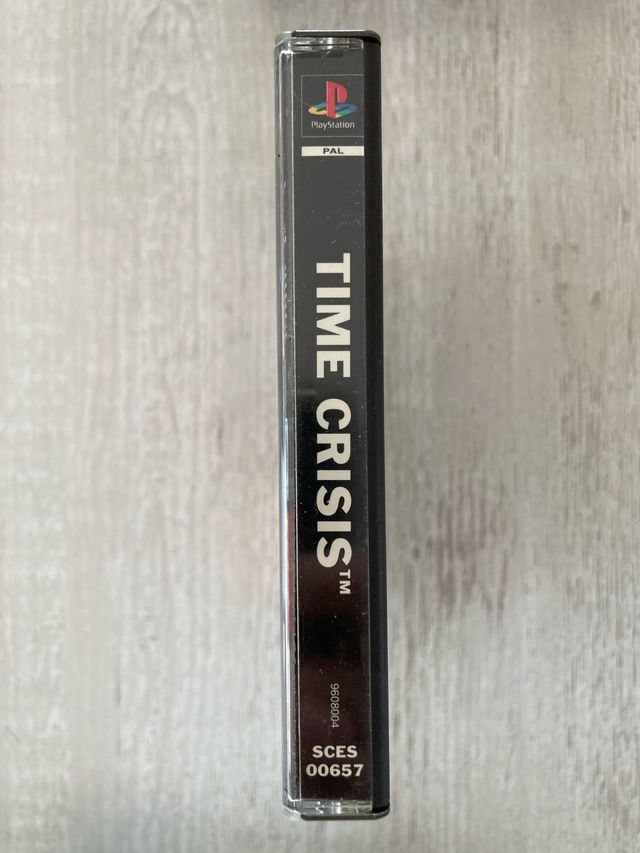 PlayStation
PAL
TIME CRISIS™
9608004
SCES
00657